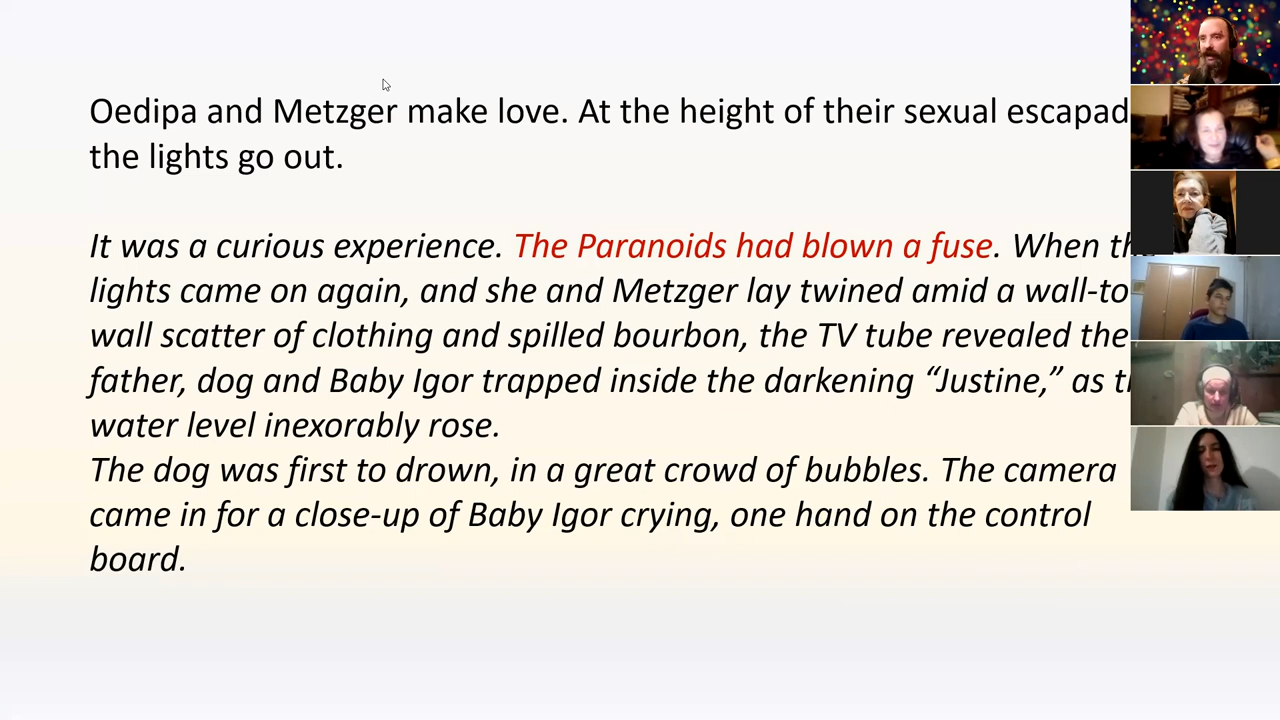 Oedipa and Metzger make love. At the height of their sexual escapad
the lights go out.
It was a curious experience. The Paranoids had blown a fuse. When th
lights came on again, and she and Metzger lay twined amid a wall-to
wall scatter of clothing and spilled bourbon, the TV tube revealed the
father, dog and Baby Igor trapped inside the darkening “Justine,” as t
water level inexorably rose.
The dog was first to drown, in a great crowd of bubbles. The camera
came in for a close-up of Baby Igor crying, one hand on the control
board.